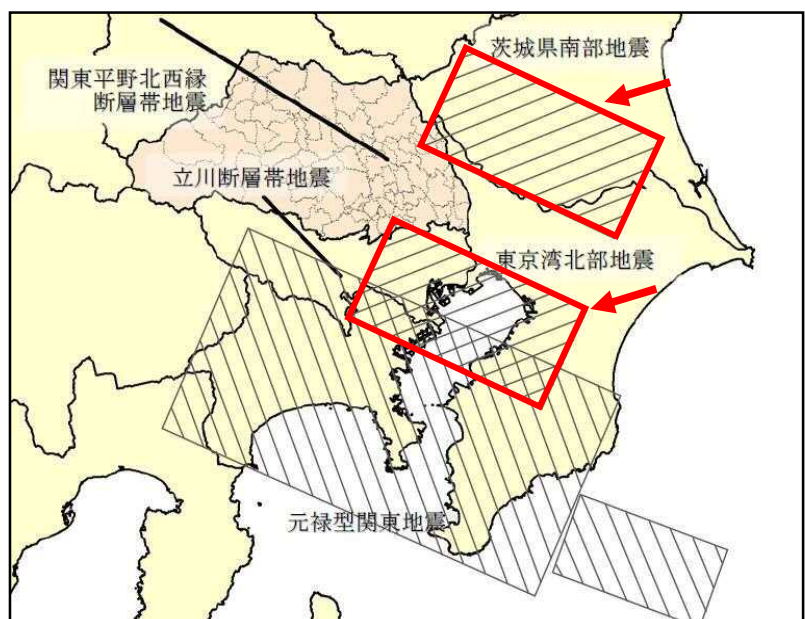 茨城県南部地震
関東平野北西縁
断層帯地震
立川断層帯地震
東京湾北部地震
元禄型関東地震